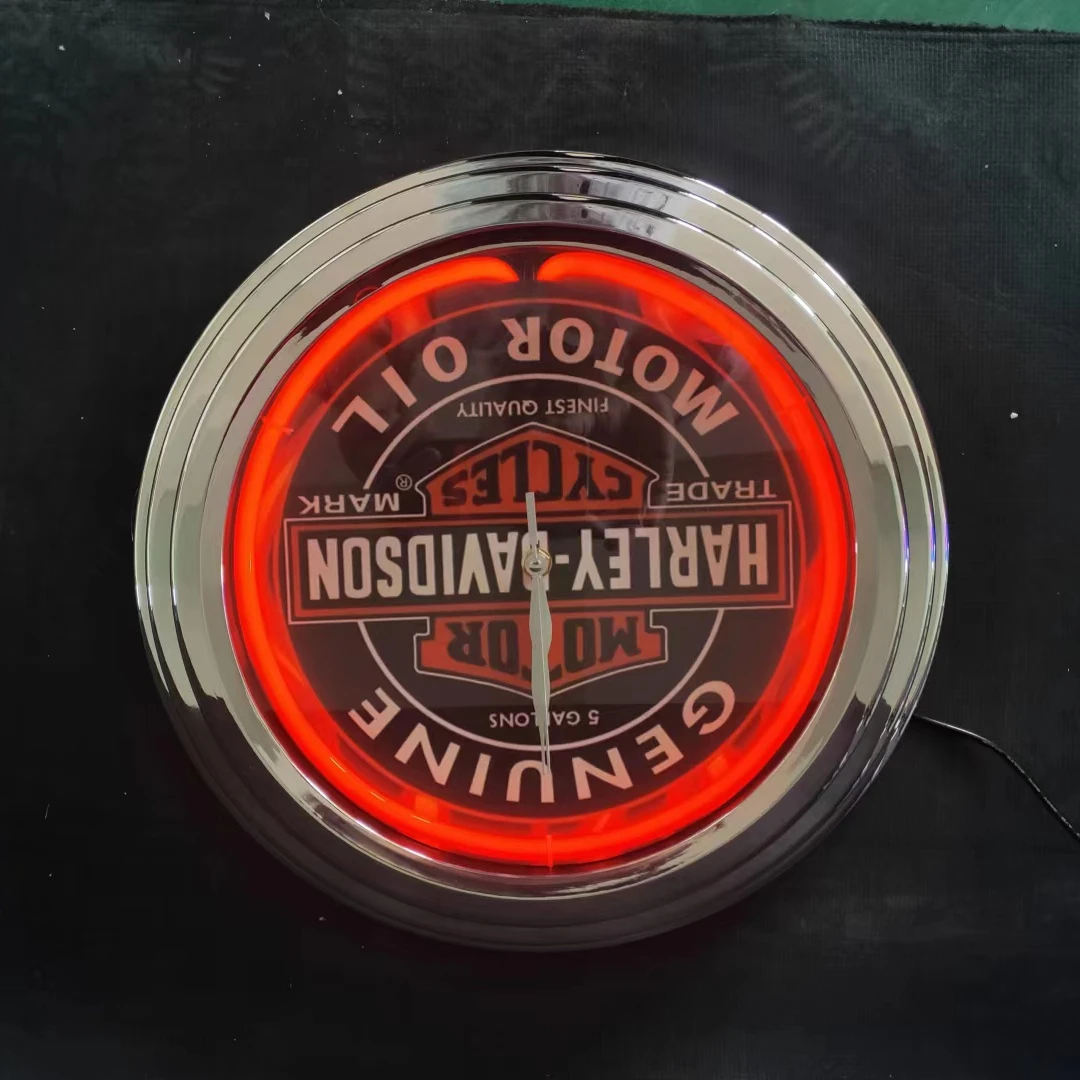 GENUINE
5 GALLONS
MOTOR
HARLEY-DAVIDSON
TRADE MARK ®
CYCLES
FINEST QUALITY
MOTOR OIL